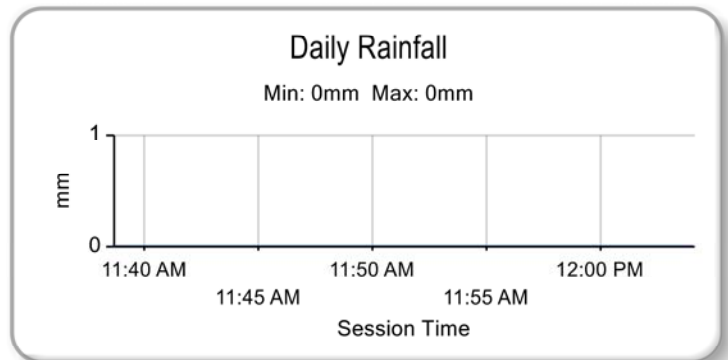 Daily Rainfall
Min: 0mm  Max: 0mm
1
mm
0
11:40 AM 11:50 AM 12:00 PM
11:45 AM 11:55 AM
Session Time